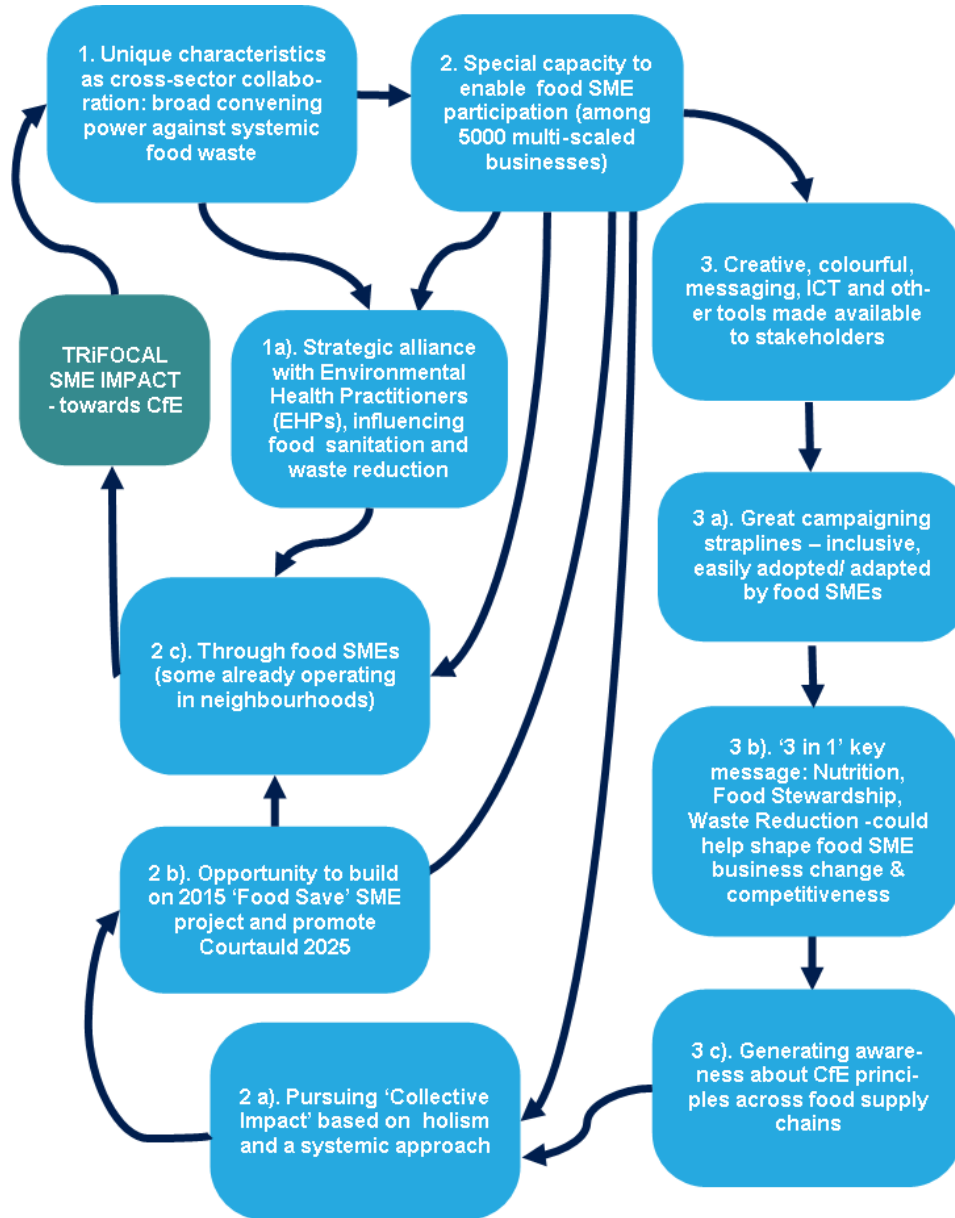 1. Unique characteristics
as cross-sector collabo-
ration: broad convening
power against systemic
food waste
2. Special capacity to
enable food SME
participation (among
5000 multi-scaled
businesses)
3. Creative, colourful,
messaging, ICT and oth-
er tools made available
to stakeholders
TRiFOCAL
SME IMPACT
- towards CfE
1a). Strategic alliance
with Environmental
Health Practitioners
(EHPs), influencing
food sanitation and
waste reduction
3 a). Great campaigning
straplines – inclusive,
easily adopted/ adapted
by food SMEs
2 c). Through food SMEs
(some already operating
in neighbourhoods)
3 b). ‘3 in 1’ key
message: Nutrition,
Food Stewardship,
Waste Reduction -could
help shape food SME
business change &
competitiveness
2 b). Opportunity to build
on 2015 ‘Food Save’ SME
project and promote
Courtauld 2025
3 c). Generating aware-
ness about CfE princi-
ples across food supply
chains
2 a). Pursuing ‘Collective
Impact’ based on holism
and a systemic approach